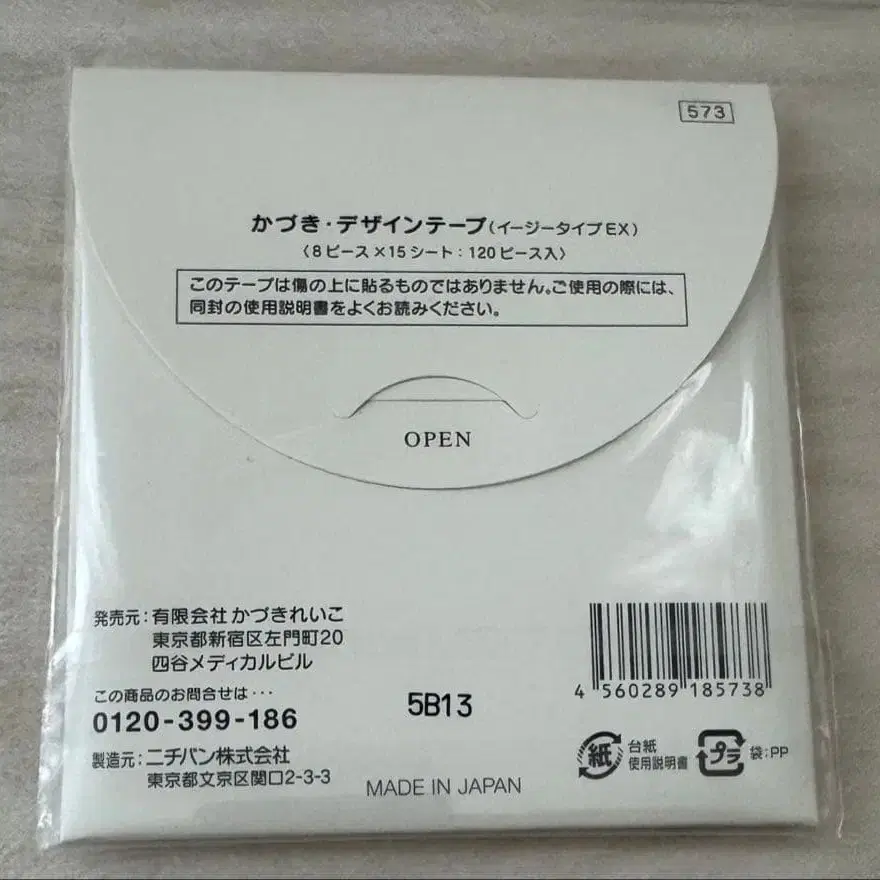 573
かづき・デザインテープ(イージータイプEX)
〈8ピース×15シート:120ピース入〉
このテープは傷の上に貼るものではありません。ご使用の際には、
同封の使用説明書をよくお読みください。
OPEN
発売元:有限会社 かづきれいこ
東京都新宿区左門町20
四谷メディカルビル
この商品のお問合せは・・・
0120-399-186
製造元:ニチバン株式会社
東京都文京区関口2-3-3
5B13
MADE IN JAPAN
4 560289 185738
紙 台紙
使用説明書
プラ 袋:PP